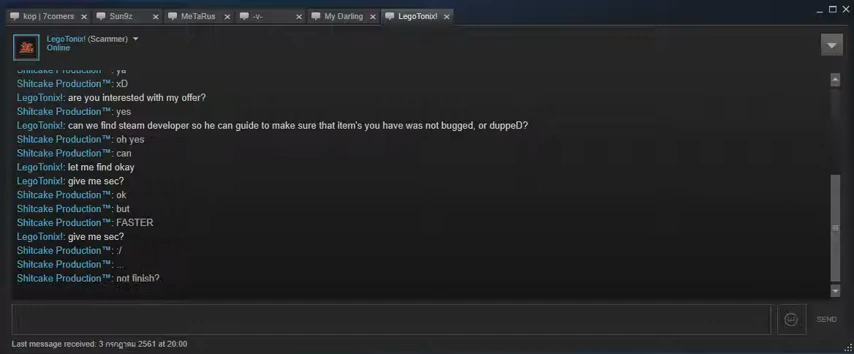 kop | 7corners
Sun9z
MeTaRus
-v-
My Darling
LegoTonix!
LegoTonix! (Scammer)
Online
Shitcake Production™: ya
Shitcake Production™: xD
LegoTonix!: are you interested with my offer?
Shitcake Production™: yes
LegoTonix!: can we find steam developer so he can guide to make sure that item's you have was not bugged, or duppeD?
Shitcake Production™: oh yes
Shitcake Production™: can
LegoTonix!: let me find okay
LegoTonix!: give me sec?
Shitcake Production™: ok
Shitcake Production™: but
Shitcake Production™: FASTER
LegoTonix!: give me sec?
Shitcake Production™: :/
Shitcake Production™: ...
Shitcake Production™: not finish?
SEND
Last message received: 3 กรกฎาคม 2561 at 20:00